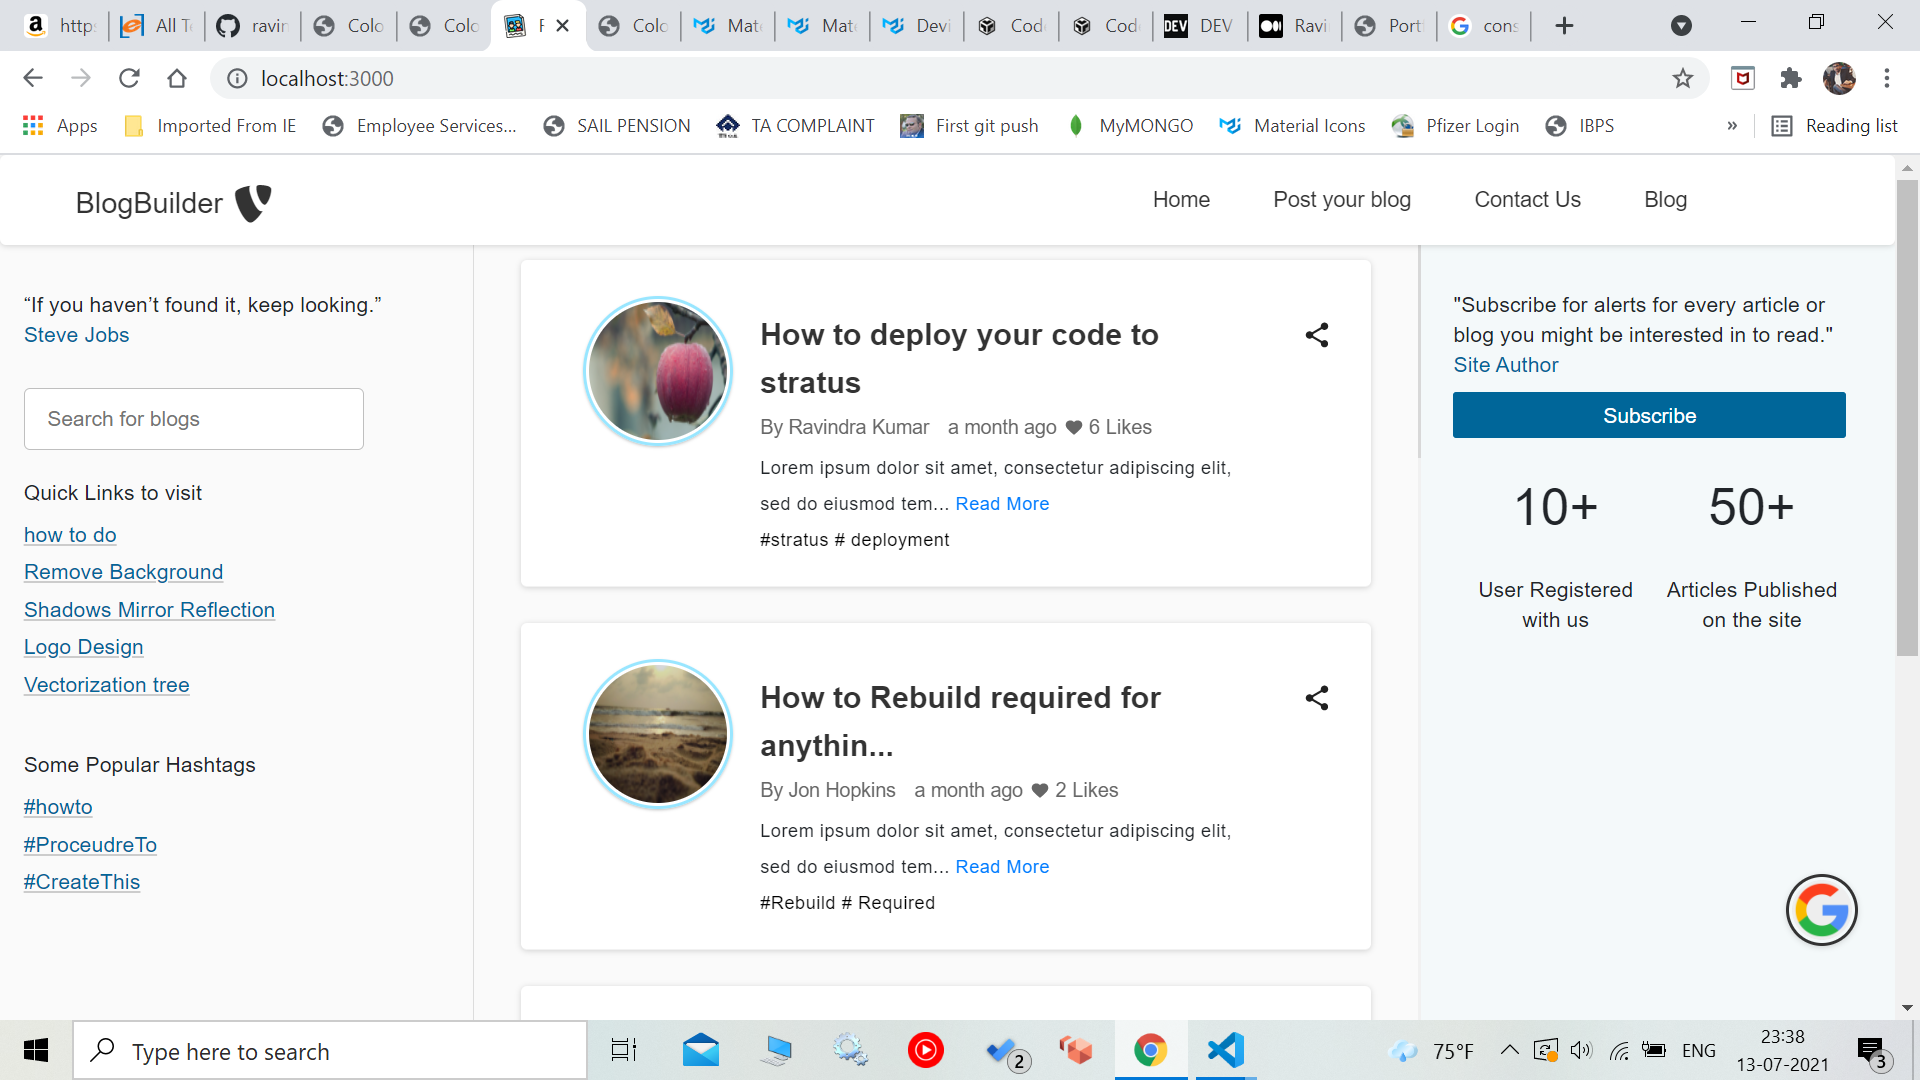 https
All Te
ravin
Colo
Colo
F
Colo
Mate
Mate
Devi
Code
Code
DEV
DEV
Ravi
Portf
cons
localhost:3000
Apps
Imported From IE
Employee Services...
SAIL PENSION
TA COMPLAINT
First git push
MyMONGO
Material Icons
Pfizer Login
IBPS
»
Reading list
BlogBuilder
Home
Post your blog
Contact Us
Blog
“If you haven’t found it, keep looking.”
Steve Jobs
Search for blogs
Quick Links to visit
how to do
Remove Background
Shadows Mirror Reflection
Logo Design
Vectorization tree
Some Popular Hashtags
#howto
#ProceudreTo
#CreateThis
How to deploy your code to
stratus
By Ravindra Kumar a month ago 6 Likes
Lorem ipsum dolor sit amet, consectetur adipiscing elit,
sed do eiusmod tem... Read More
#stratus # deployment
How to Rebuild required for
anythin...
By Jon Hopkins a month ago 2 Likes
Lorem ipsum dolor sit amet, consectetur adipiscing elit,
sed do eiusmod tem... Read More
#Rebuild # Required
"Subscribe for alerts for every article or
blog you might be interested in to read."
Site Author
Subscribe
10+
50+
User Registered
with us
Articles Published
on the site
Type here to search
2
75°F
ENG
23:38
13-07-2021
3